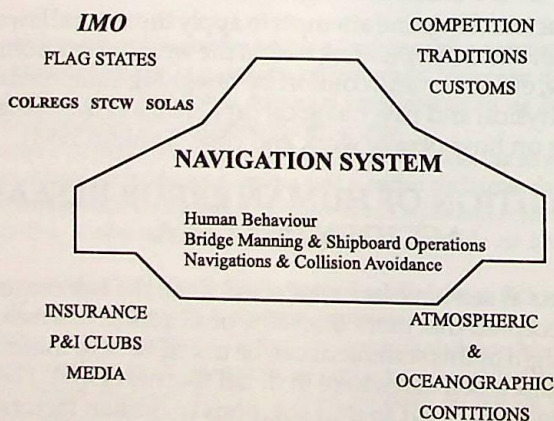 IMO
FLAG STATES
COLREGS STCW SOLAS
COMPETITION
TRADITIONS
CUSTOMS
NAVIGATION SYSTEM
Human Behaviour
Bridge Manning & Shipboard Operations
Navigations & Collision Avoidance
INSURANCE
P&I CLUBS
MEDIA
ATMOSPHERIC
&
OCEANOGRAPHIC
CONTITIONS